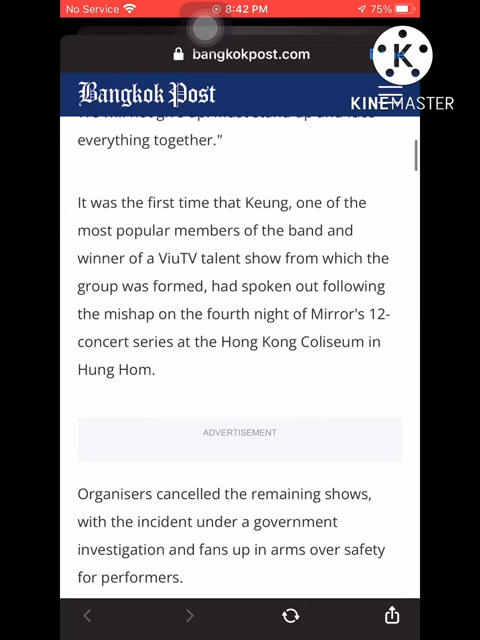 No Service
8:42 PM
75%
bangkokpost.com
K
KINEMASTER
Bangkok Post
everything together."
It was the first time that Keung, one of the
most popular members of the band and
winner of a ViuTV talent show from which the
group was formed, had spoken out following
the mishap on the fourth night of Mirror's 12-
concert series at the Hong Kong Coliseum in
Hung Hom.
ADVERTISEMENT
Organisers cancelled the remaining shows,
with the incident under a government
investigation and fans up in arms over safety
for performers.